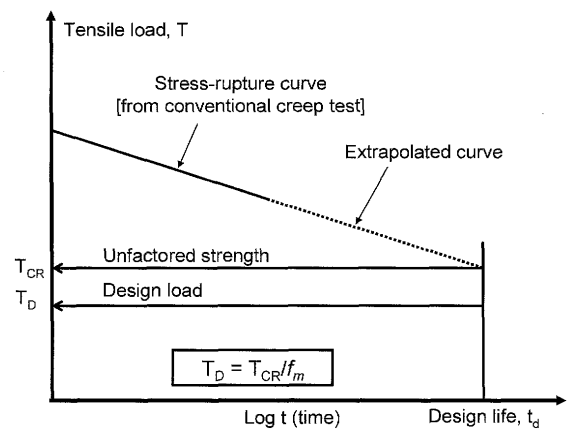 Tensile load, T
Stress-rupture curve
[from conventional creep test]
Extrapolated curve
Unfactored strength
T_CR
Design load
T_D
T_D = T_CR/f_m
Log t (time)
Design life, t_d